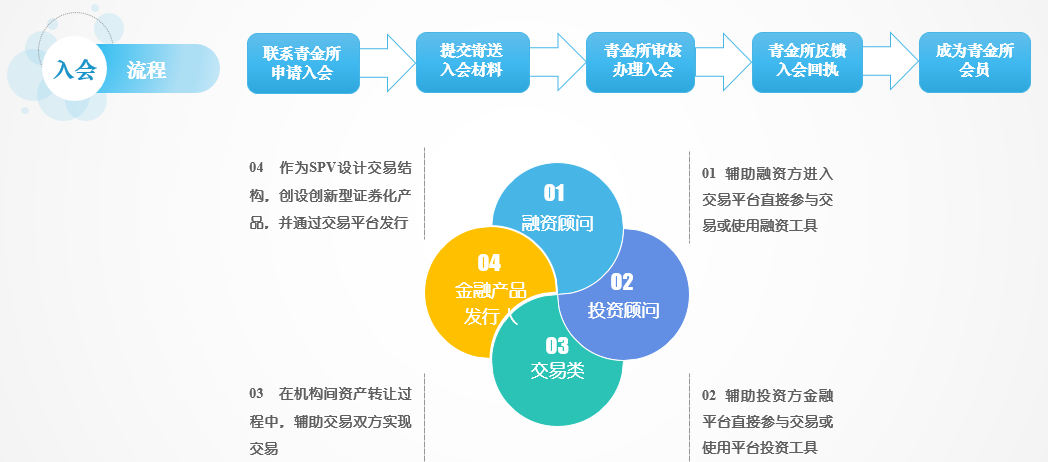 入会 流程
联系青金所
申请入会
提交寄送
入会材料
青金所审核
办理入会
青金所反馈
入会回执
成为青金所
会员
04 作为SPV设计交易结
构，创设创新型证券化产
品，并通过交易平台发行
01 辅助融资方进入
交易平台直接参与交
易或使用融资工具
01
融资顾问
04
金融产品
发行人
02
投资顾问
03
交易类
03 在机构间资产转让过
程中，辅助交易双方实现
交易
02 辅助投资方金融
平台直接参与交易或
使用平台投资工具